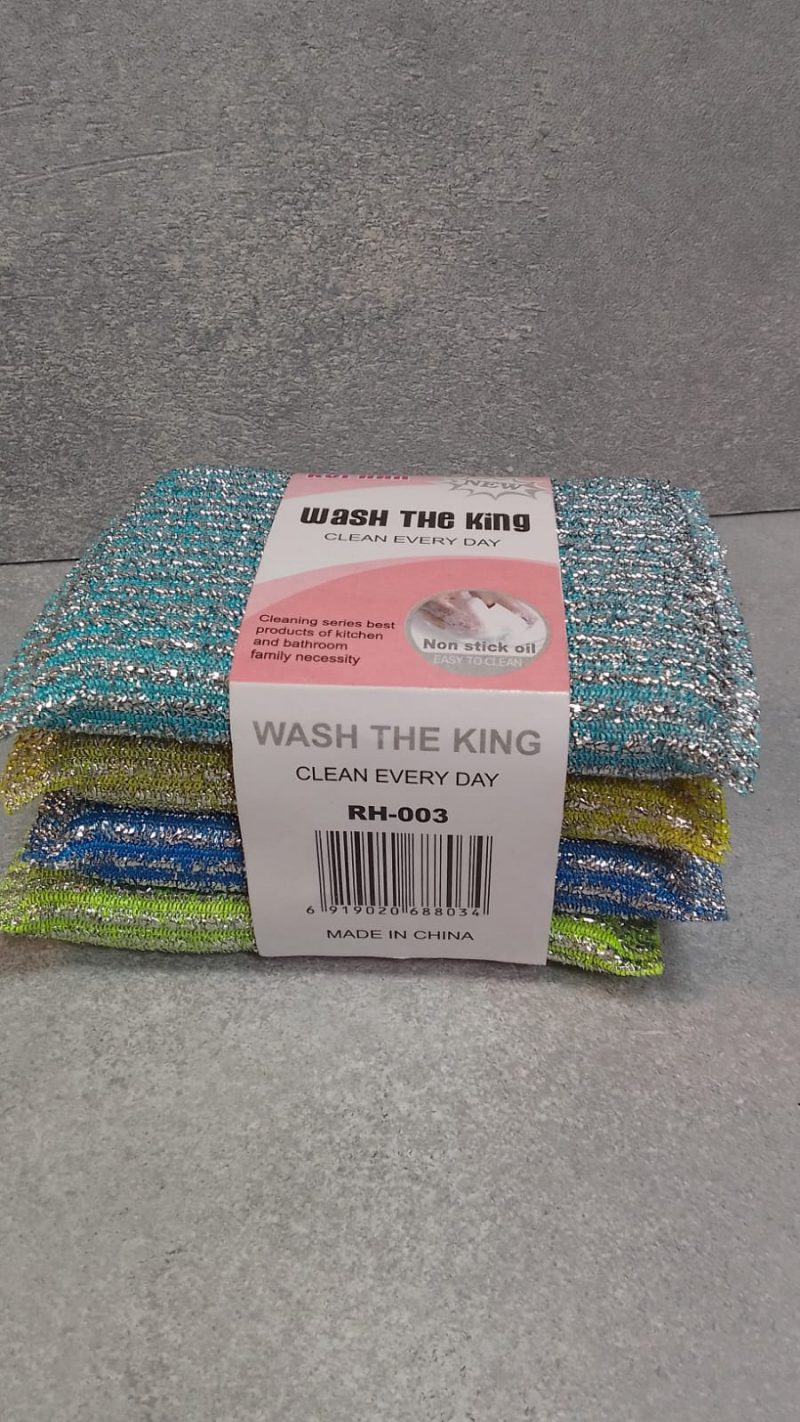 NEW
WASH THE KING
CLEAN EVERY DAY
Cleaning series best
products of kitchen
and bathroom
family necessity
Non stick oil
EASY TO CLEAN
WASH THE KING
CLEAN EVERY DAY
RH-003
6 919020 688034
MADE IN CHINA